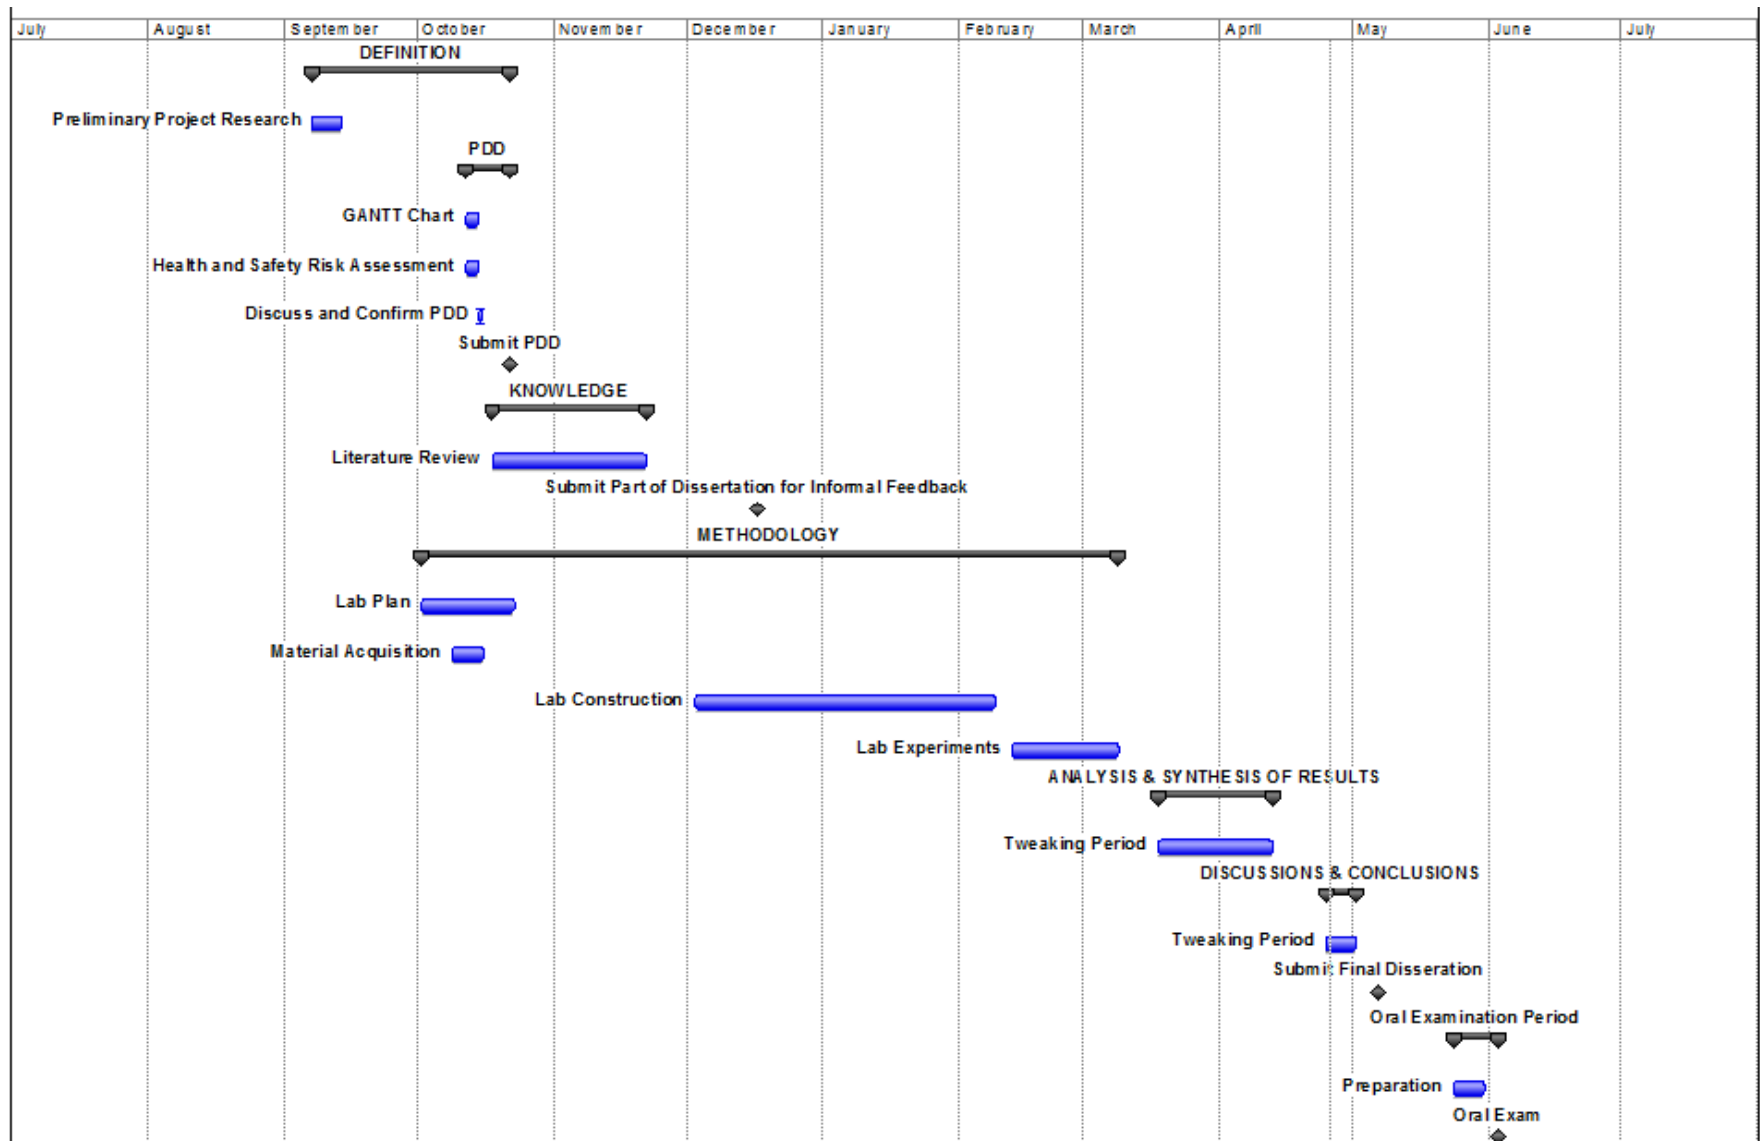 July August September October November December January February March April May June July
DEFINITION
Preliminary Project Research
PDD
GANTT Chart
Health and Safety Risk Assessment
Discuss and Confirm PDD
Submit PDD
KNOWLEDGE
Literature Review
Submit Part of Dissertation for Informal Feedback
METHODOLOGY
Lab Plan
Material Acquisition
Lab Construction
Lab Experiments
ANALYSIS & SYNTHESIS OF RESULTS
Tweaking Period
DISCUSSIONS & CONCLUSIONS
Tweaking Period
Submit Final Disseration
Oral Examination Period
Preparation
Oral Exam